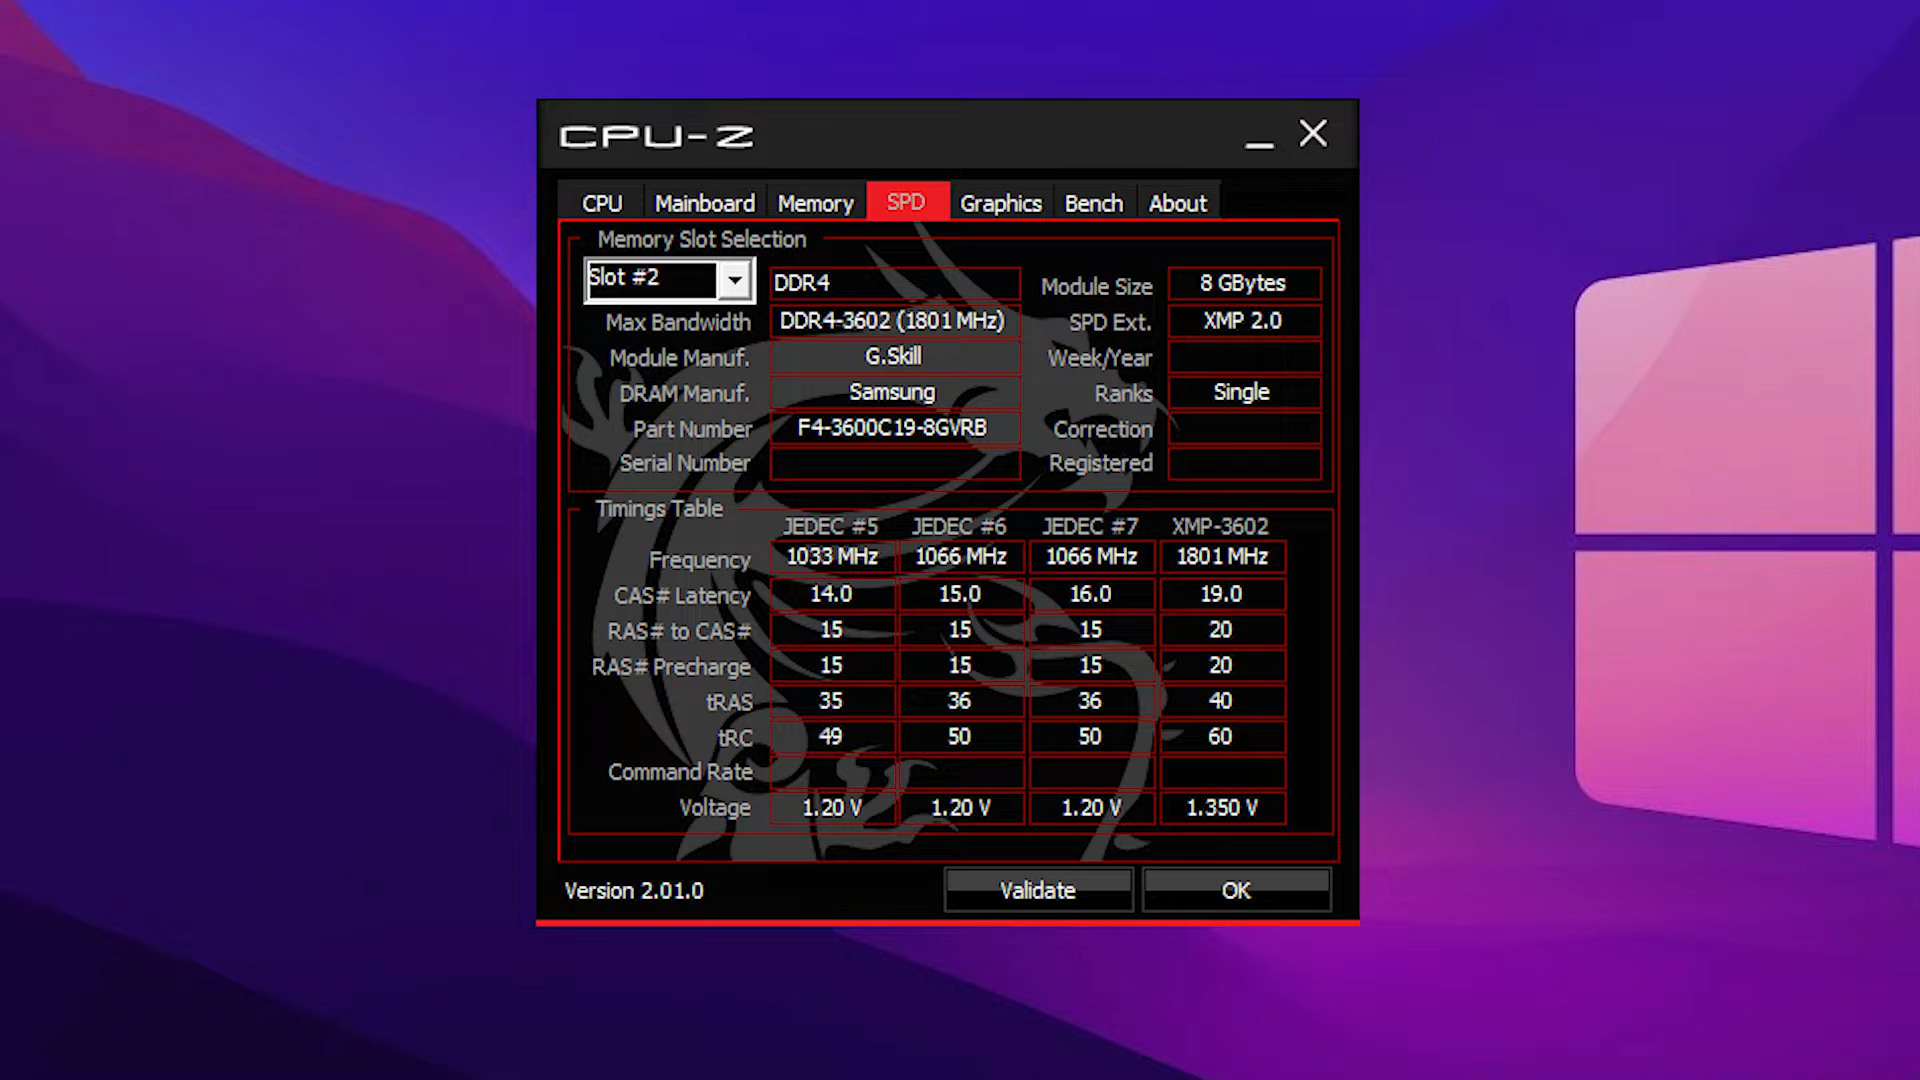 CPU-Z
CPU Mainboard Memory SPD Graphics Bench About
Memory Slot Selection
Slot #2 DDR4 Module Size 8 GBytes
Max Bandwidth DDR4-3602 (1801 MHz) SPD Ext. XMP 2.0
Module Manuf. G.Skill Week/Year
DRAM Manuf. Samsung Ranks Single
Part Number F4-3600C19-8GVRB Correction
Serial Number Registered
Timings Table
JEDEC #5 JEDEC #6 JEDEC #7 XMP-3602
Frequency 1033 MHz 1066 MHz 1066 MHz 1801 MHz
CAS# Latency 14.0 15.0 16.0 19.0
RAS# to CAS# 15 15 15 20
RAS# Precharge 15 15 15 20
tRAS 35 36 36 40
tRC 49 50 50 60
Command Rate
Voltage 1.20 V 1.20 V 1.20 V 1.350 V
Version 2.01.0 Validate OK